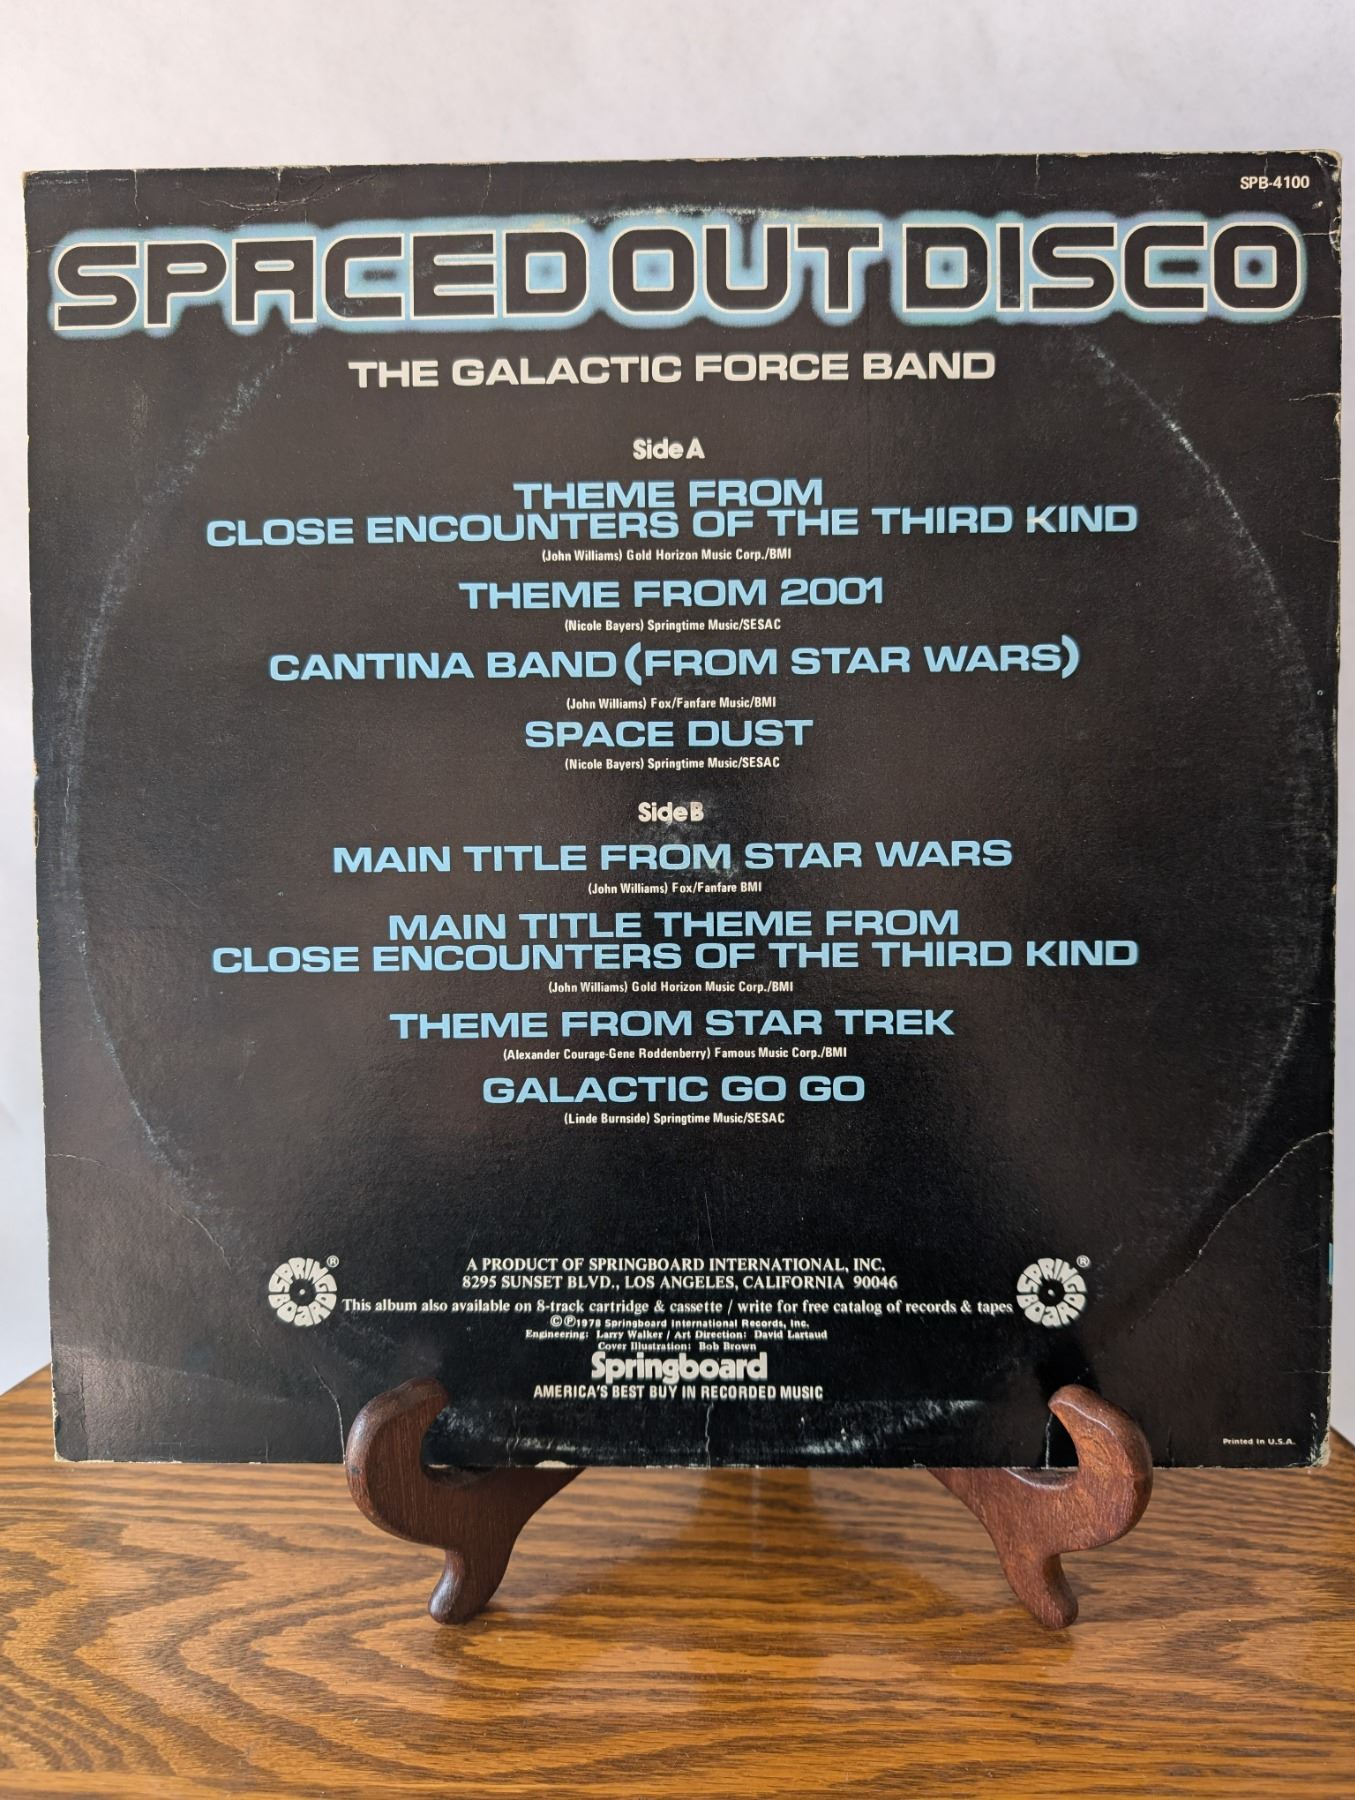 SPB-4100
SPACED OUT DISCO
THE GALACTIC FORCE BAND
Side A
THEME FROM
CLOSE ENCOUNTERS OF THE THIRD KIND
(John Williams) Gold Horizon Music Corp./BMI
THEME FROM 2001
(Nicole Bayers) Springtime Music/SESAC
CANTINA BAND (FROM STAR WARS)
(John Williams) Fox/Fanfare Music/BMI
SPACE DUST
(Nicole Bayers) Springtime Music/SESAC
Side B
MAIN TITLE FROM STAR WARS
(John Williams) Fox/Fanfare BMI
MAIN TITLE THEME FROM
CLOSE ENCOUNTERS OF THE THIRD KIND
(John Williams) Gold Horizon Music Corp./BMI
THEME FROM STAR TREK
(Alexander Courage-Gene Roddenberry) Famous Music Corp./BMI
GALACTIC GO GO
(Linde Burnside) Springtime Music/SESAC
SPRING BOARD ®
A PRODUCT OF SPRINGBOARD INTERNATIONAL, INC.
8295 SUNSET BLVD., LOS ANGELES, CALIFORNIA 90046
This album also available on 8-track cartridge & cassette / write for free catalog of records & tapes
SPRING BOARD ®
©℗1978 Springboard International Records, Inc.
Engineering: Larry Walker / Art Direction: David Lartaud
Cover Illustration: Bob Brown
Springboard
AMERICA'S BEST BUY IN RECORDED MUSIC
Printed in U.S.A.